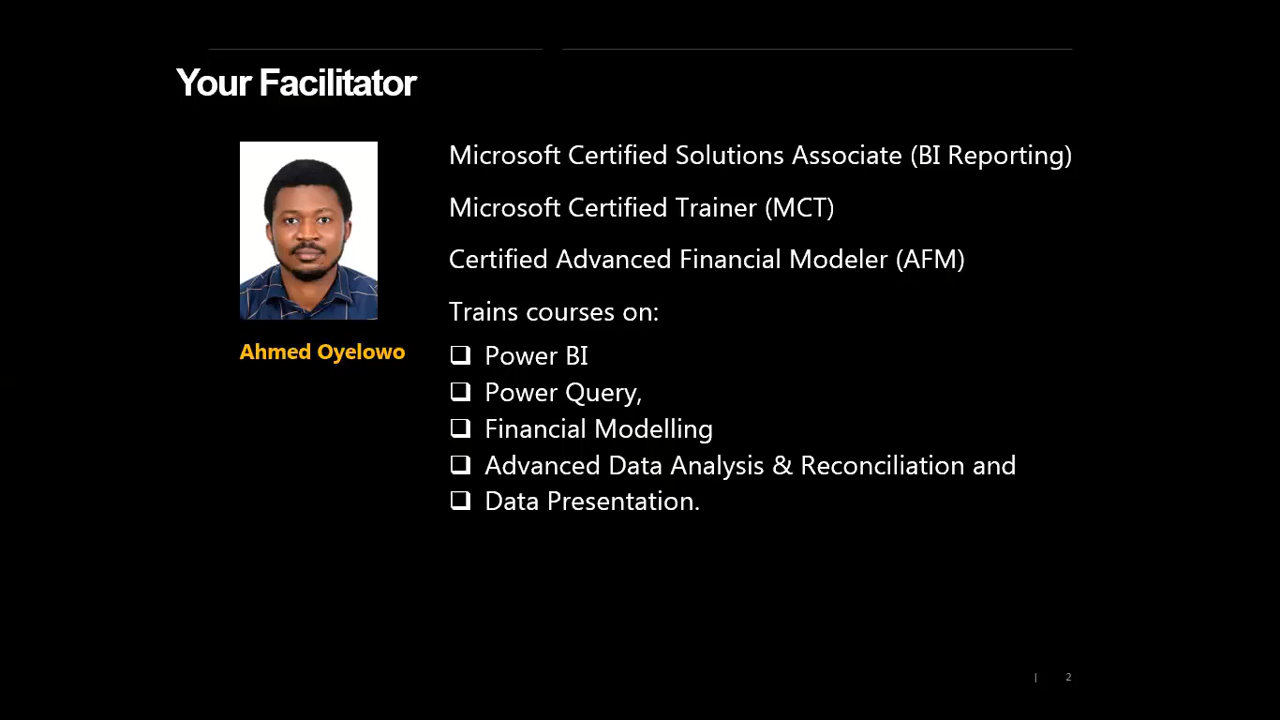 Your Facilitator
Microsoft Certified Solutions Associate (BI Reporting)
Microsoft Certified Trainer (MCT)
Certified Advanced Financial Modeler (AFM)
Trains courses on:
Ahmed Oyelowo
Power BI
Power Query,
Financial Modelling
Advanced Data Analysis & Reconciliation and
Data Presentation.
| 2